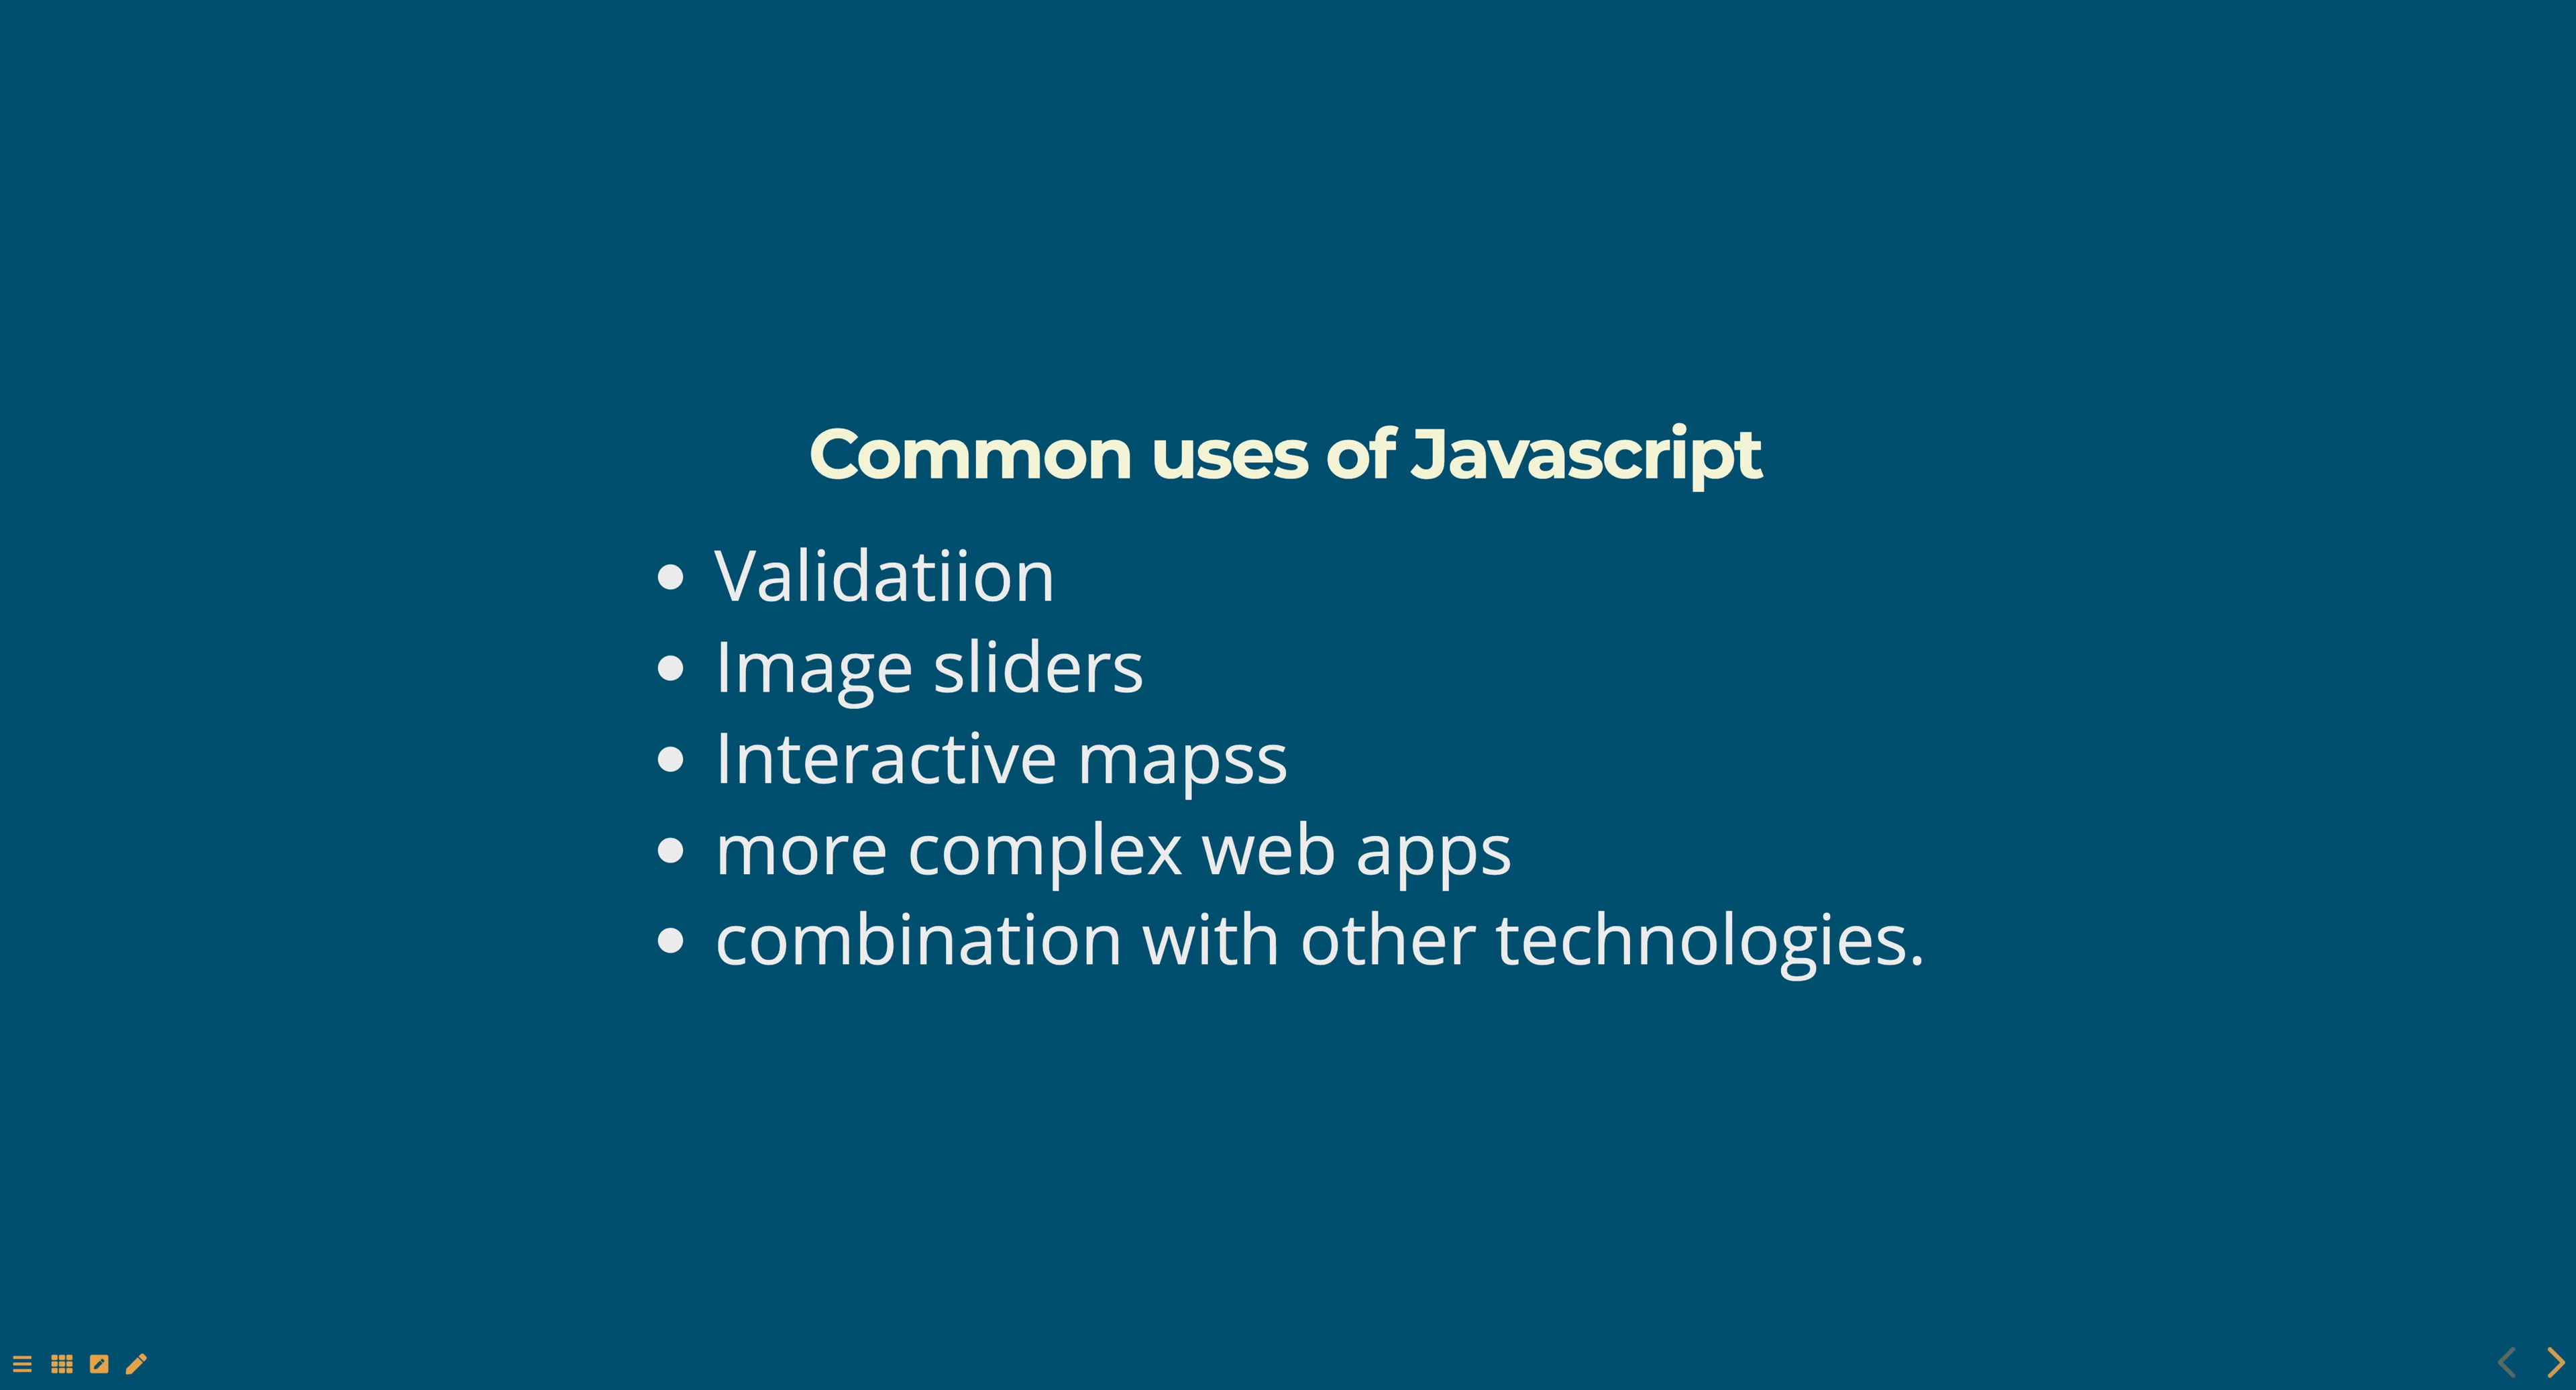 Common uses of Javascript
• Validatiion
• Image sliders
• Interactive mapss
• more complex web apps
• combination with other technologies.